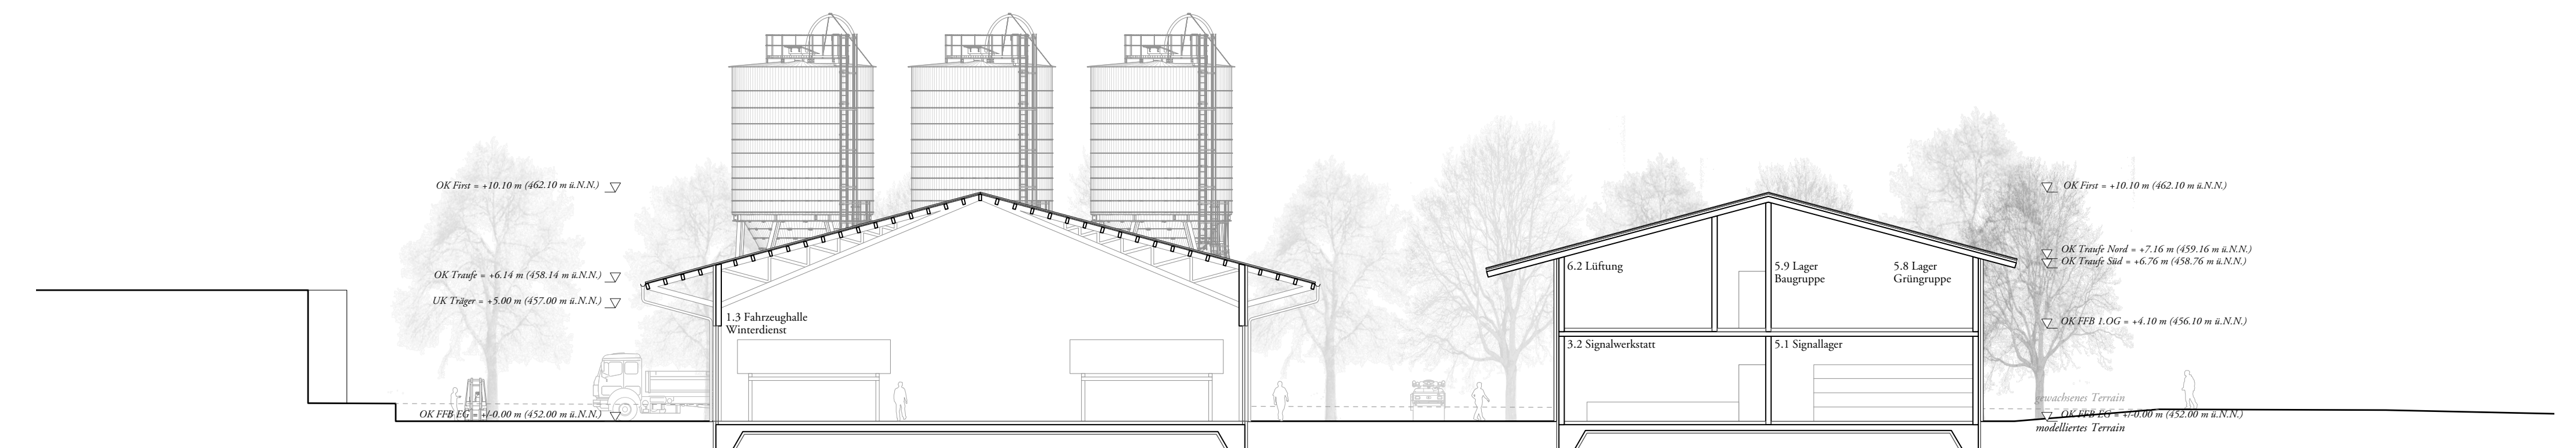 OK First = +10.10 m (462.10 m ü.N.N.)
OK Traufe = +6.14 m (458.14 m ü.N.N.)
UK Träger = +5.00 m (457.00 m ü.N.N.)
OK FFB EG = +/-0.00 m (452.00 m ü.N.N.)
1.3 Fahrzeughalle
Winterdienst
6.2 Lüftung
5.9 Lager
Baugruppe
5.8 Lager
Grüngruppe
3.2 Signalwerkstatt
5.1 Signallager
OK First = +10.10 m (462.10 m ü.N.N.)
OK Traufe Nord = +7.16 m (459.16 m ü.N.N.)
OK Traufe Süd = +6.76 m (458.76 m ü.N.N.)
OK FFB 1.OG = +4.10 m (456.10 m ü.N.N.)
gewachsenes Terrain
OK FFB EG = +/-0.00 m (452.00 m ü.N.N.)
modelliertes Terrain